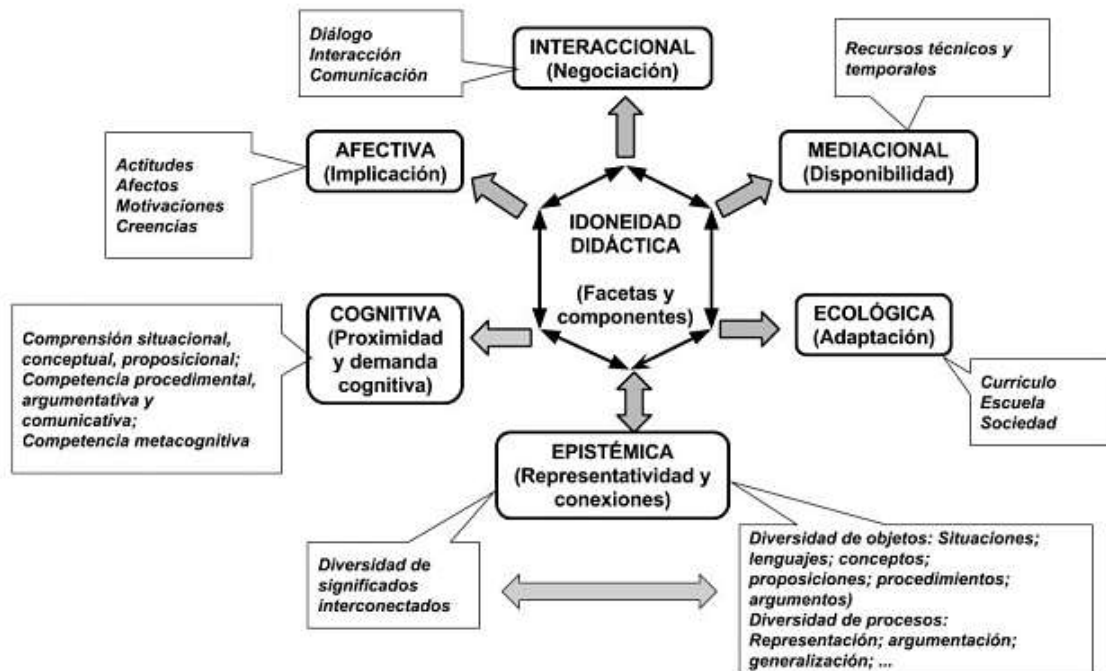 Diálogo
Interacción
Comunicación
INTERACCIONAL
(Negociación)
Recursos técnicos y
temporales
Actitudes
Afectos
Motivaciones
Creencias
AFECTIVA
(Implicación)
MEDIACIONAL
(Disponibilidad)
IDONEIDAD
DIDÁCTICA
(Facetas y
componentes)
Comprensión situacional,
conceptual, proposicional;
Competencia procedimental,
argumentativa y
comunicativa;
Competencia metacognitiva
COGNITIVA
(Proximidad
y demanda
cognitiva)
ECOLÓGICA
(Adaptación)
Currículo
Escuela
Sociedad
EPISTÉMICA
(Representatividad y
conexiones)
Diversidad de
significados
interconectados
Diversidad de objetos: Situaciones;
lenguajes; conceptos;
proposiciones; procedimientos;
argumentos)
Diversidad de procesos:
Representación; argumentación;
generalización; ...